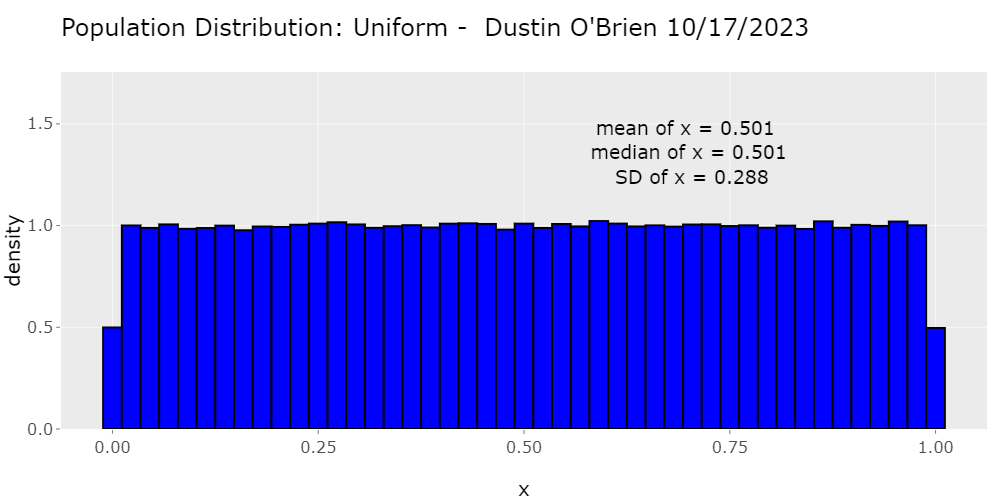 Population Distribution: Uniform -  Dustin O'Brien 10/17/2023
mean of x = 0.501
median of x = 0.501
SD of x = 0.288
density
1.5
1.0
0.5
0.0
0.00 0.25 0.50 0.75 1.00
x